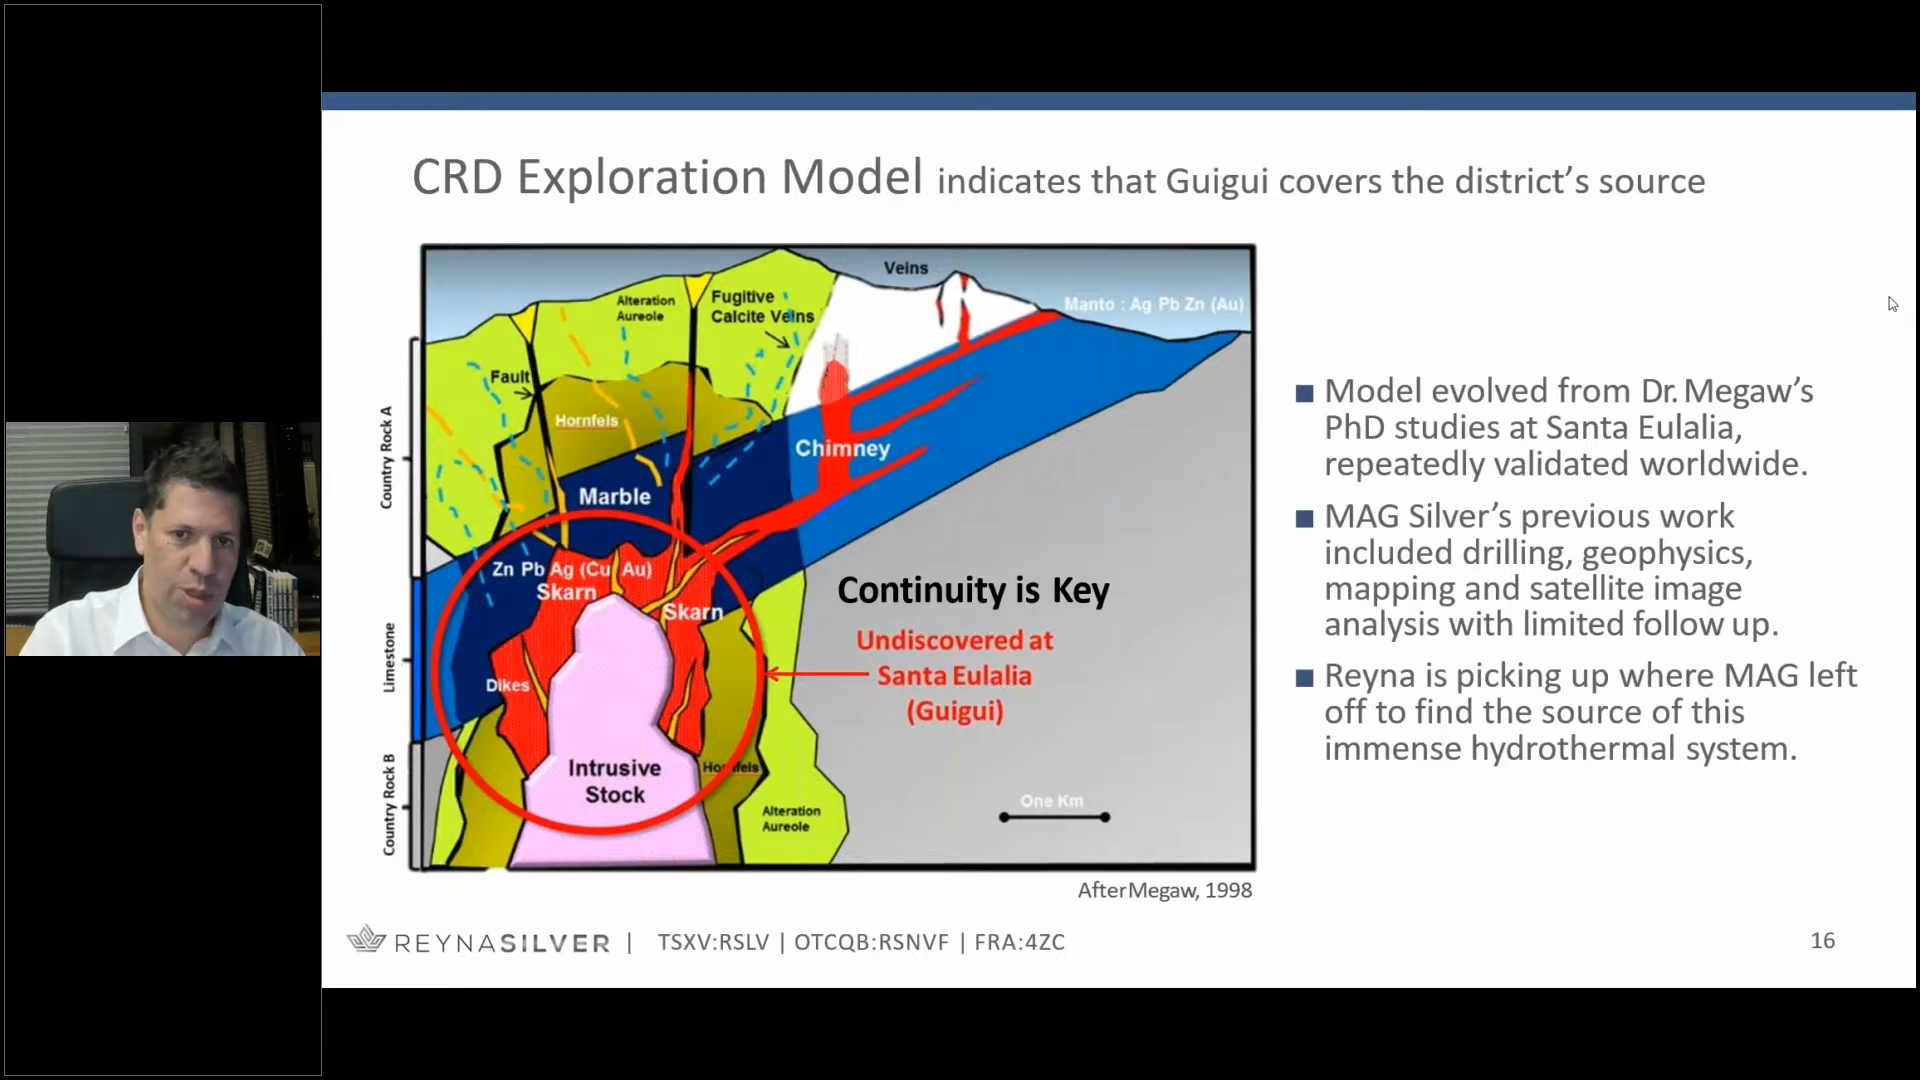 CRD Exploration Model indicates that Guigui covers the district's source
Veins
Manto : Ag Pb Zn (Au)
Alteration
Aureole
Fugitive
Calcite Veins
Fault
Hornfels
Chimney
Marble
Country Rock A
Zn Pb Ag (Cu Au)
Skarn
Skarn
Continuity is Key
Undiscovered at
Santa Eulalia
(Guigui)
Limestone
Dikes
Intrusive
Stock
Hornfels
Country Rock B
Alteration
Aureole
One Km
After Megaw, 1998
Model evolved from Dr. Megaw's
PhD studies at Santa Eulalia,
repeatedly validated worldwide.
MAG Silver's previous work
included drilling, geophysics,
mapping and satellite image
analysis with limited follow up.
Reyna is picking up where MAG left
off to find the source of this
immense hydrothermal system.
REYNASILVER | TSXV:RSLV | OTCQB:RSNVF | FRA:4ZC
16